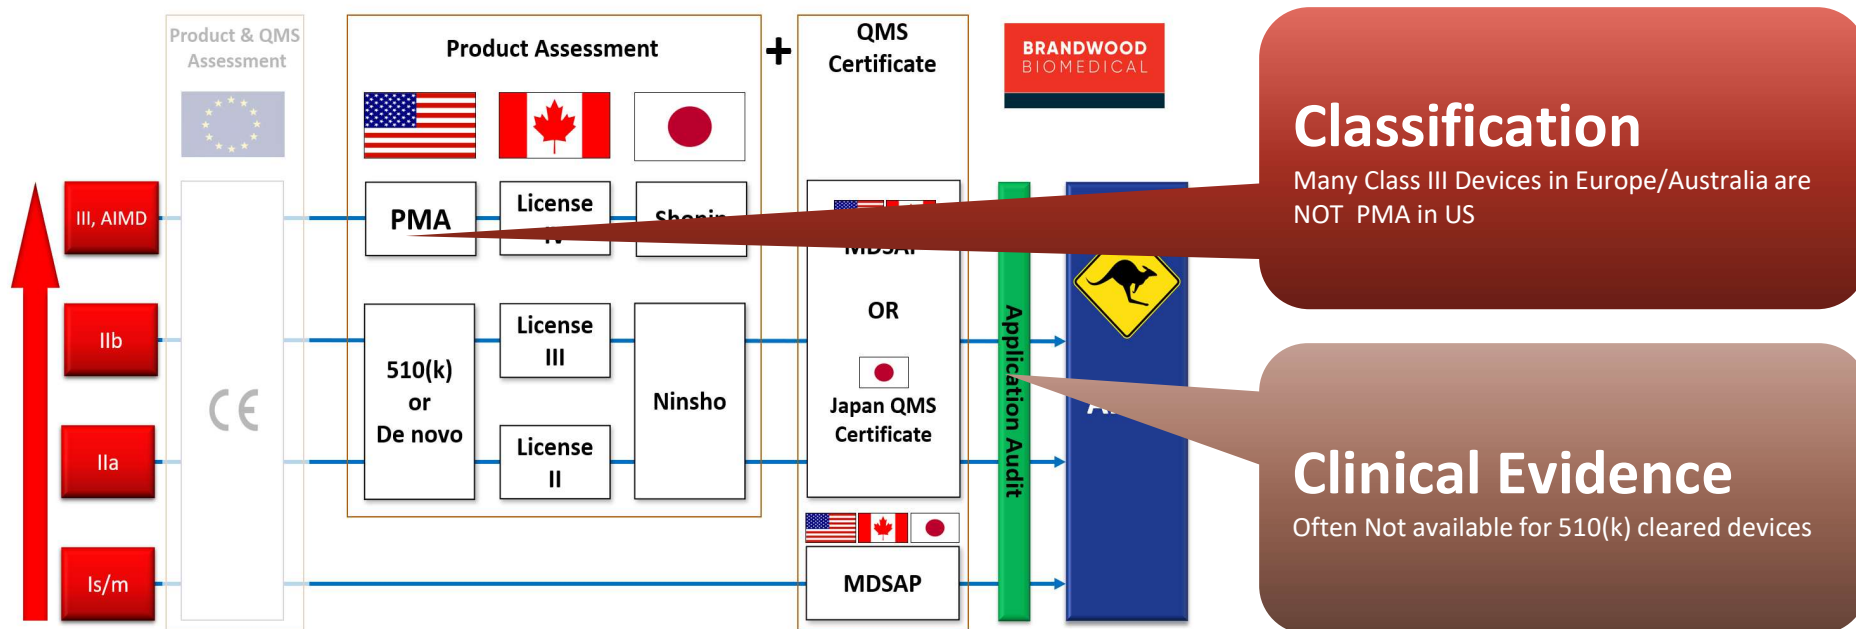 Product & QMS
Assessment
Product Assessment
+
QMS
Certificate
BRANDWOOD
BIOMEDICAL
III, AIMD
PMA
License
IIb
License
III
OR
510(k)
or
De novo
Ninsho
Japan QMS
Certificate
CE
IIa
License
II
Is/m
MDSAP
Application Audit
Classification
Many Class III Devices in Europe/Australia are
NOT PMA in US
Clinical Evidence
Often Not available for 510(k) cleared devices